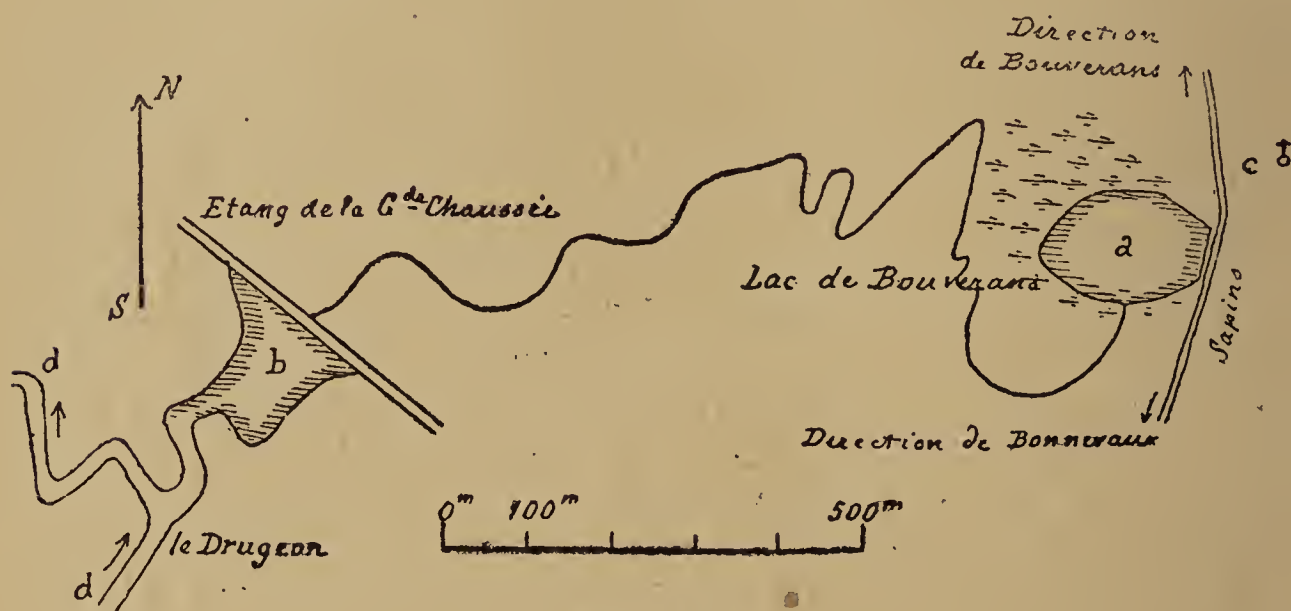 Direction
de Bouverans
N
c
Etang de la Gde Chaussée
a
Lac de Bouverans
S
Sapins
d
b
Direction de Bonnevaux
0m 100m 500m
le Drugeon
d